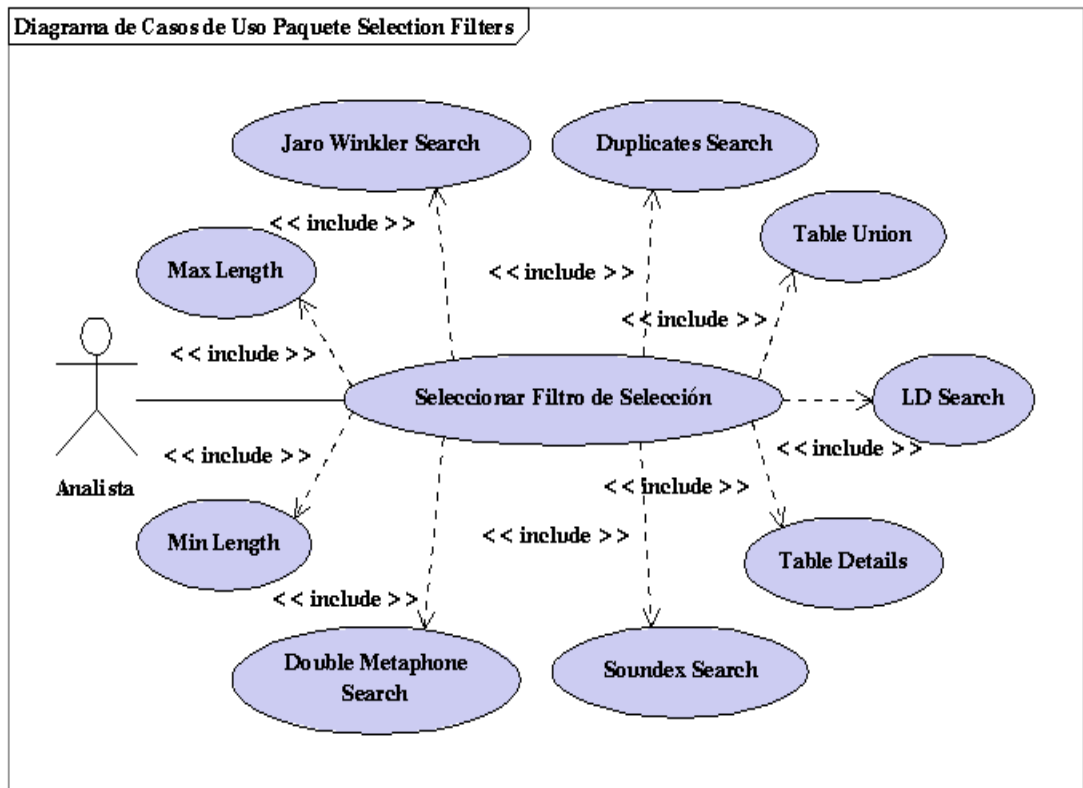 Diagrama de Casos de Uso Paquete Selection Filters
Jaro Winkler Search
Duplicates Search
<< include >>
Table Union
Max Length
<< include >>
<< include >>
<< include >>
Seleccionar Filtro de Selección
LD Search
<< include >>
<< include >>
Analista
<< include >>
<< include >>
Min Length
Table Details
<< include >>
Double Metaphone
Search
Soundex Search